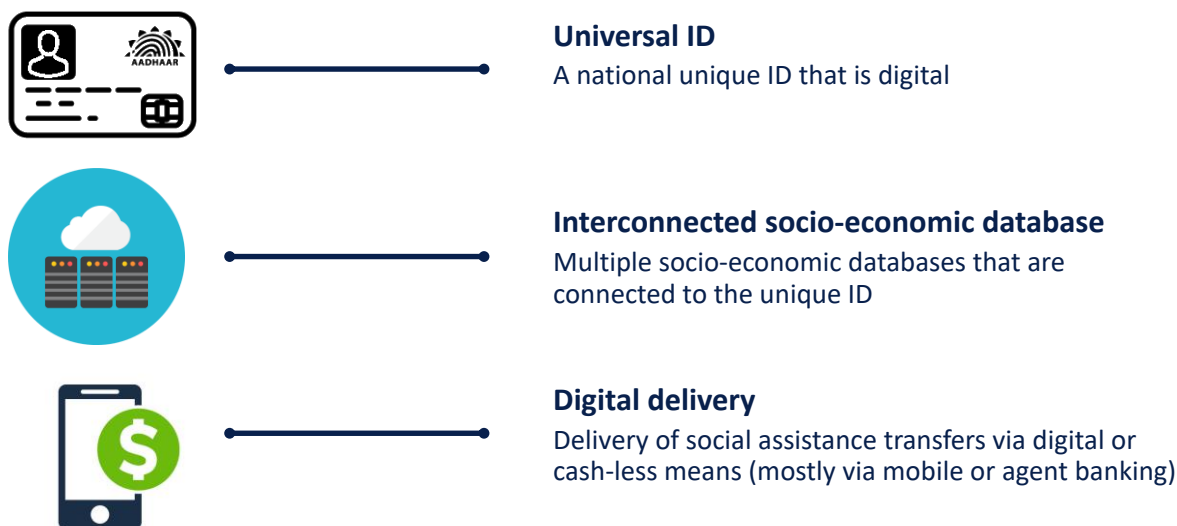 AADHAAR
Universal ID
A national unique ID that is digital
Interconnected socio-economic database
Multiple socio-economic databases that are
connected to the unique ID
Digital delivery
Delivery of social assistance transfers via digital or
cash-less means (mostly via mobile or agent banking)
$